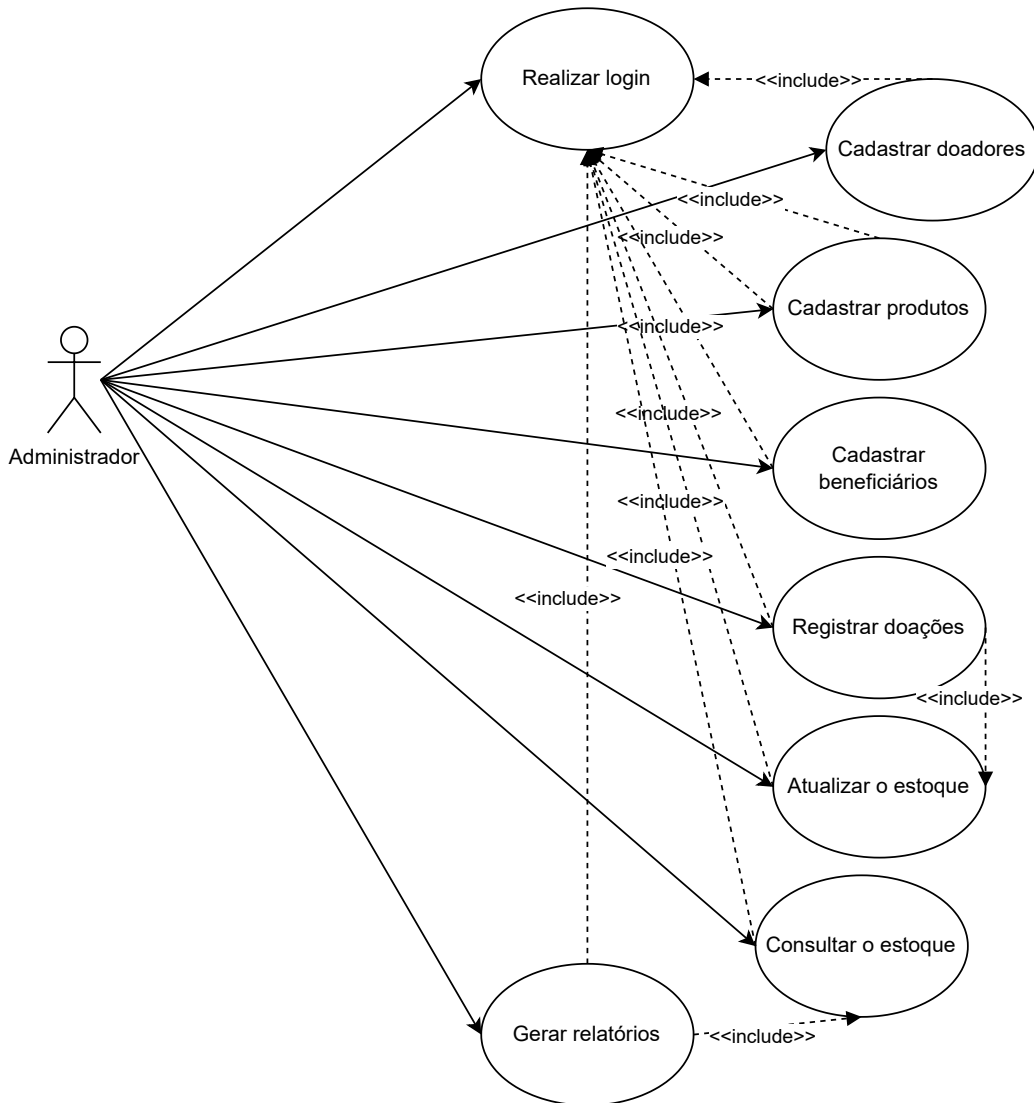 Realizar login
<<include>>
Cadastrar doadores
<<include>>
<<include>>
Cadastrar produtos
<<include>>
<<include>>
Cadastrar
beneficiários
Administrador
<<include>>
<<include>>
<<include>>
Registrar doações
<<include>>
Atualizar o estoque
Consultar o estoque
Gerar relatórios
<<include>>